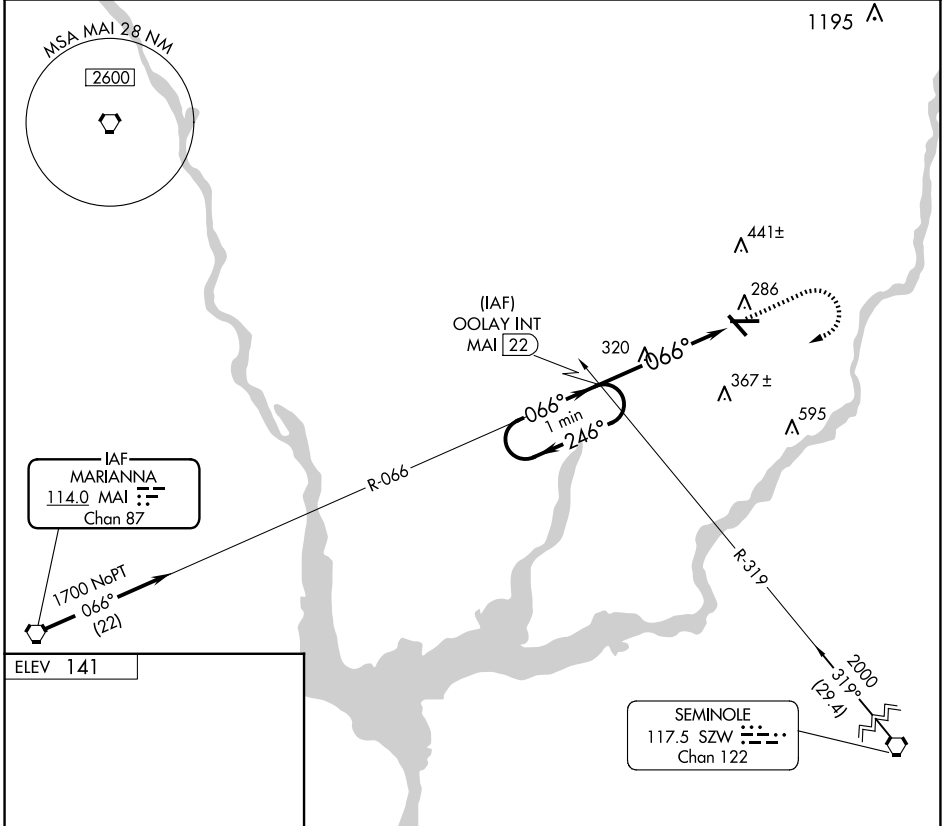 1195
MSA MAI 28 NM
2600
441±
286
(IAF)
OOLAY INT
MAI 22
320
066°
367±
066°
1 min
246°
595
IAF
MARIANNA
114.0 MAI
Chan 87
R-066
R-319
1700 NoPT
066°
(22)
ELEV 141
2000
319°
(29.4)
SEMINOLE
117.5 SZW
Chan 122